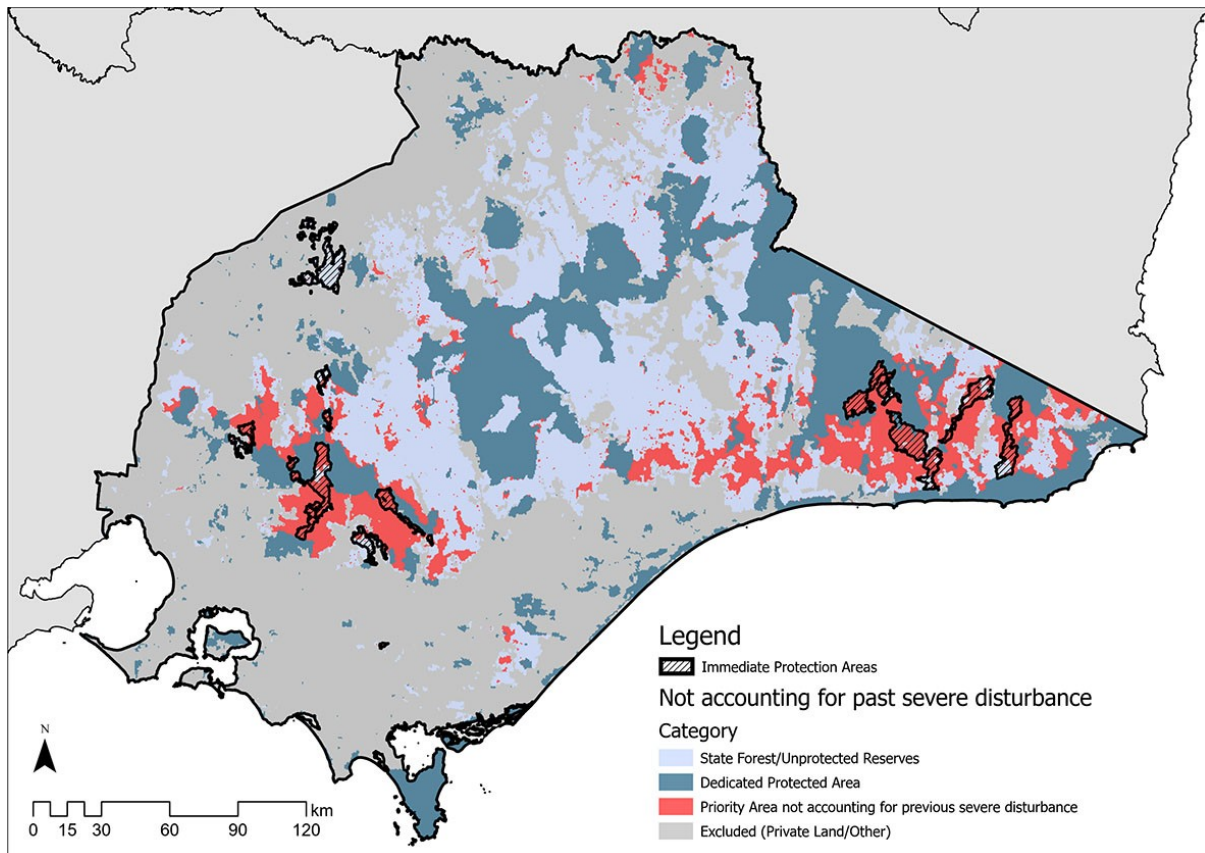 Legend
Immediate Protection Areas
Not accounting for past severe disturbance
Category
State Forest/Unprotected Reserves
Dedicated Protected Area
Priority Area not accounting for previous severe disturbance
Excluded (Private Land/Other)
N
km
0 15 30 60 90 120